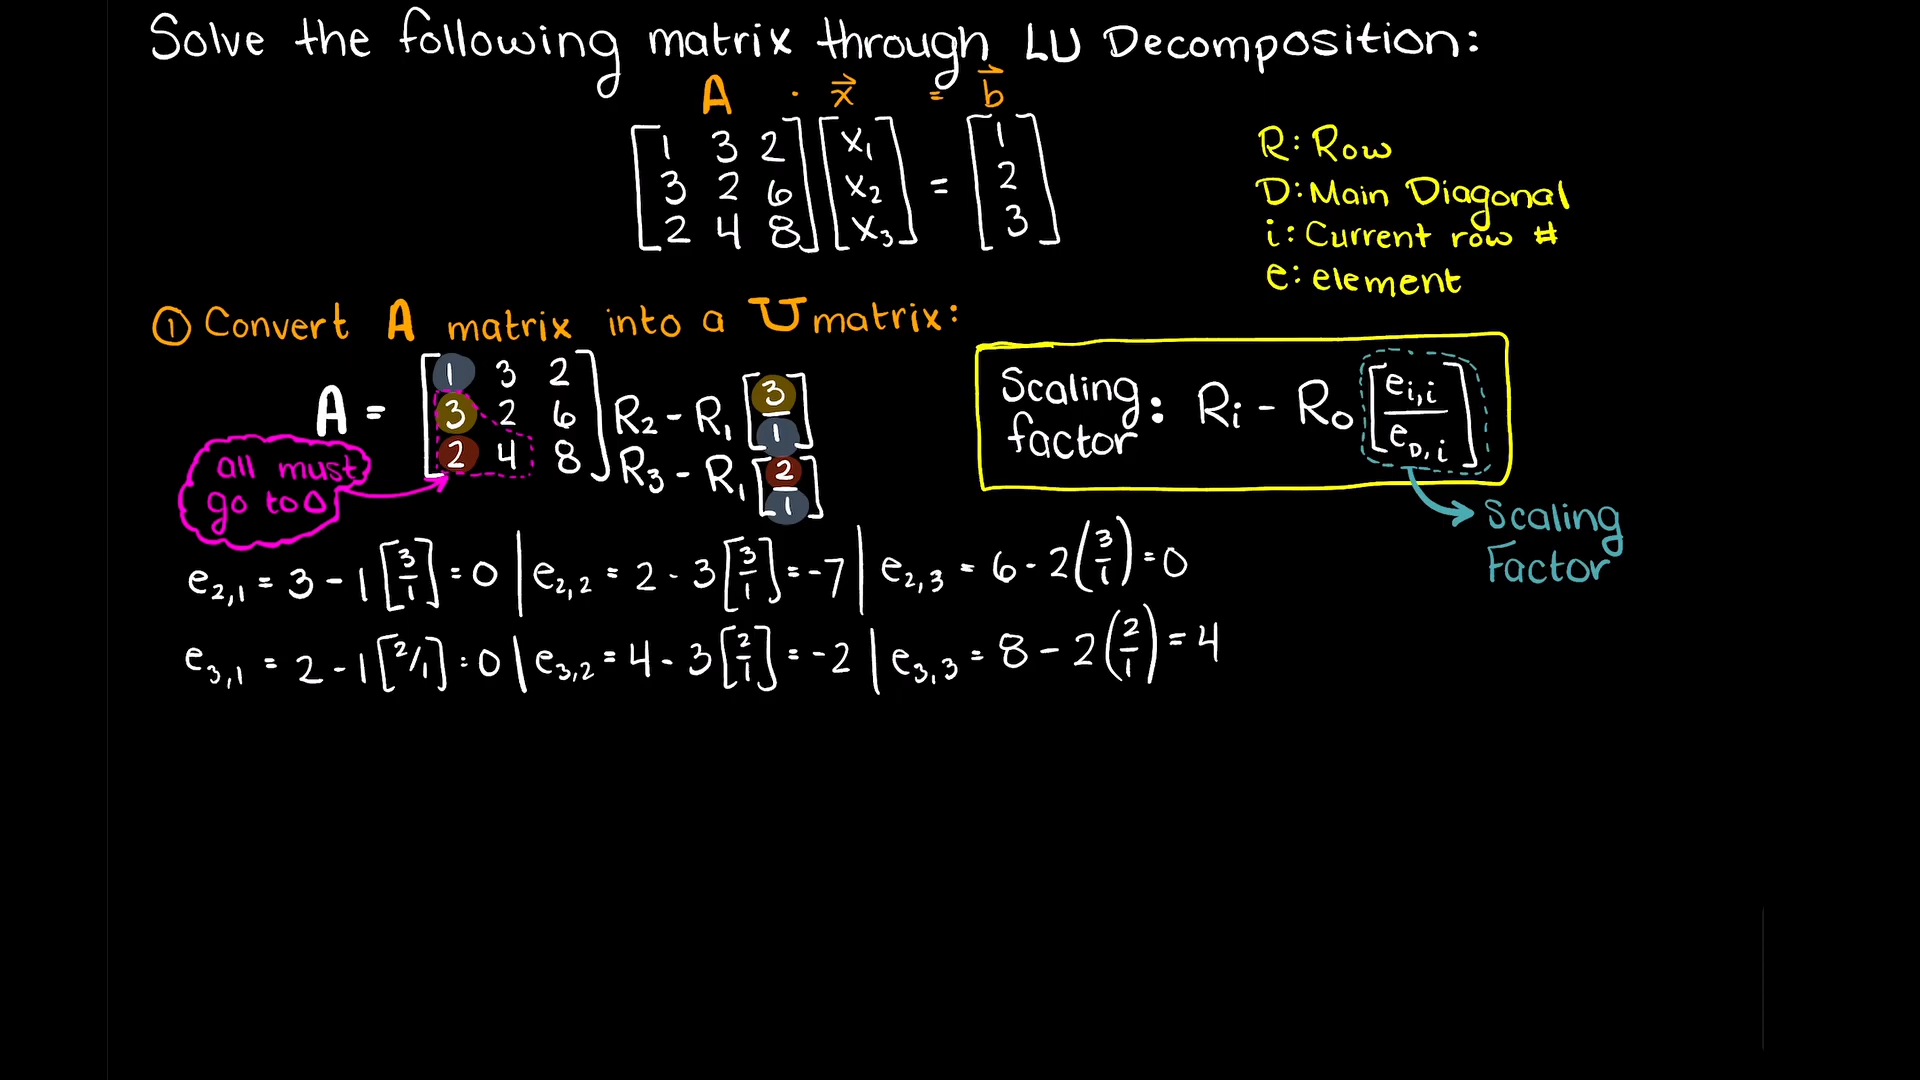 Solve the following matrix through LU Decomposition:
A · x⃗ = b⃗
[1 3 2] [x₁] [1]
[3 2 6] [x₂] = [2]
[2 4 8] [x₃] [3]
R: Row
D: Main Diagonal
i: Current row #
e: element
① Convert A matrix into a U matrix:
A =
[1 3 2]
[3 2 6] R₂ - R₁ [3/1]
[2 4 8] R₃ - R₁ [2/1]
all must
go to 0
Scaling
factor : Rᵢ - R₀ [e i,i / e D,i]
Scaling
Factor
e₂,₁ = 3 - 1 [3/1] = 0 | e₂,₂ = 2 - 3 [3/1] = -7 | e₂,₃ = 6 - 2 (3/1) = 0
e₃,₁ = 2 - 1 [2/1] = 0 | e₃,₂ = 4 - 3 [2/1] = -2 | e₃,₃ = 8 - 2 (2/1) = 4